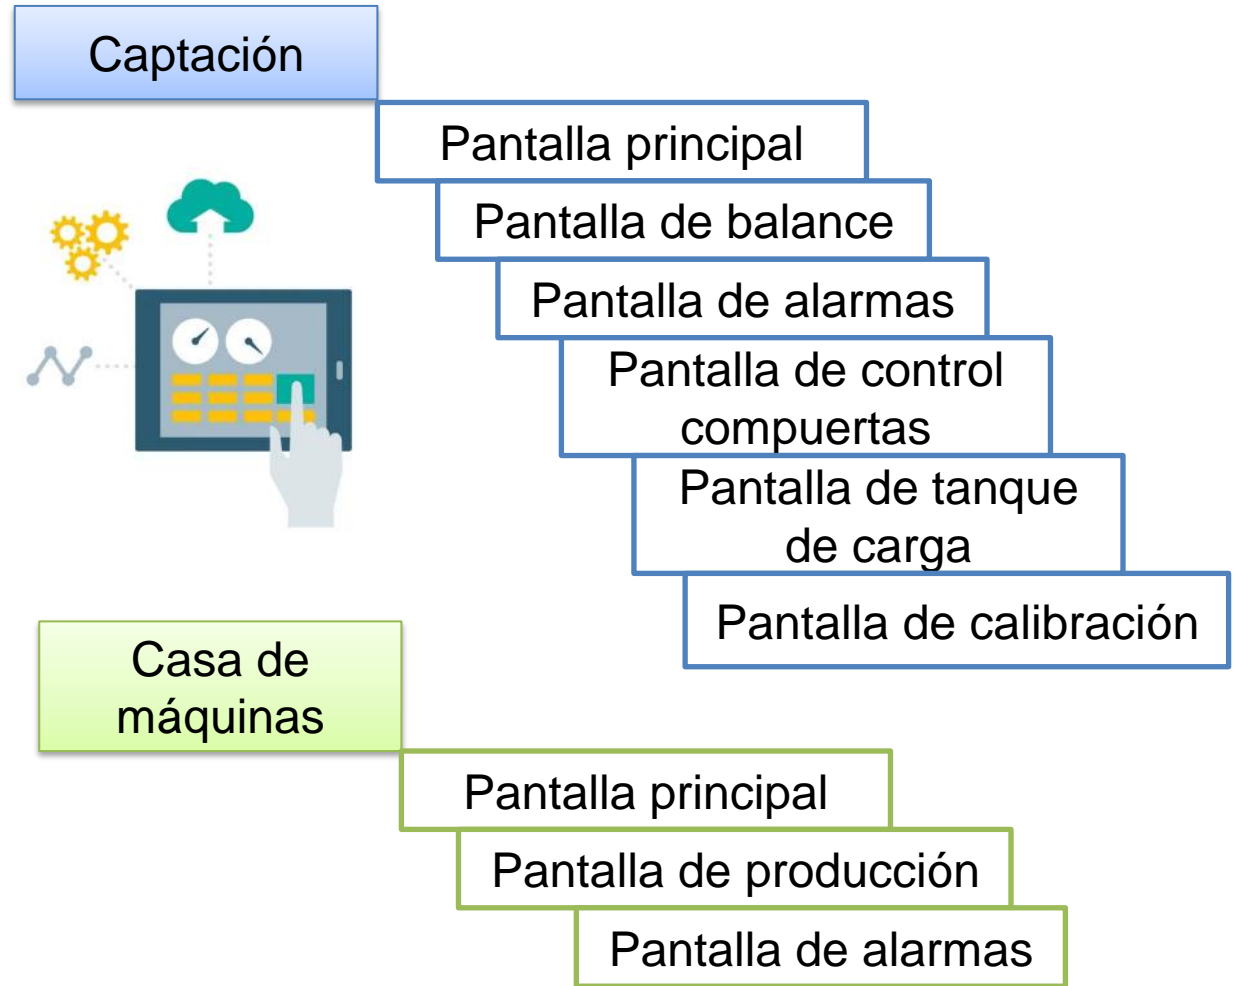 Captación
Pantalla principal
Pantalla de balance
Pantalla de alarmas
Pantalla de control
compuertas
Pantalla de tanque
de carga
Pantalla de calibración
Casa de
máquinas
Pantalla principal
Pantalla de producción
Pantalla de alarmas